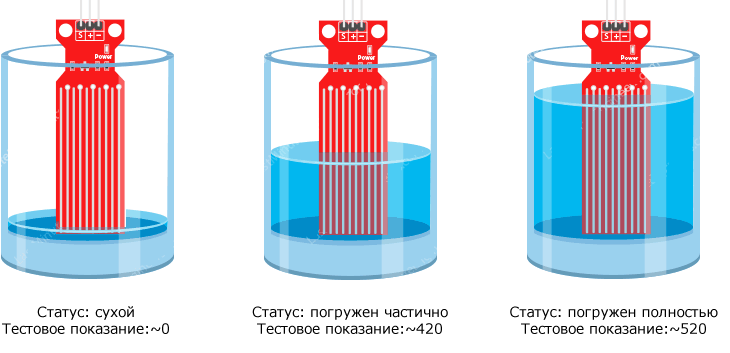 S + −
Power
S + −
Power
S + −
Power
Статус: сухой
Тестовое показание:~0
Статус: погружен частично
Тестовое показание:~420
Статус: погружен полностью
Тестовое показание:~520